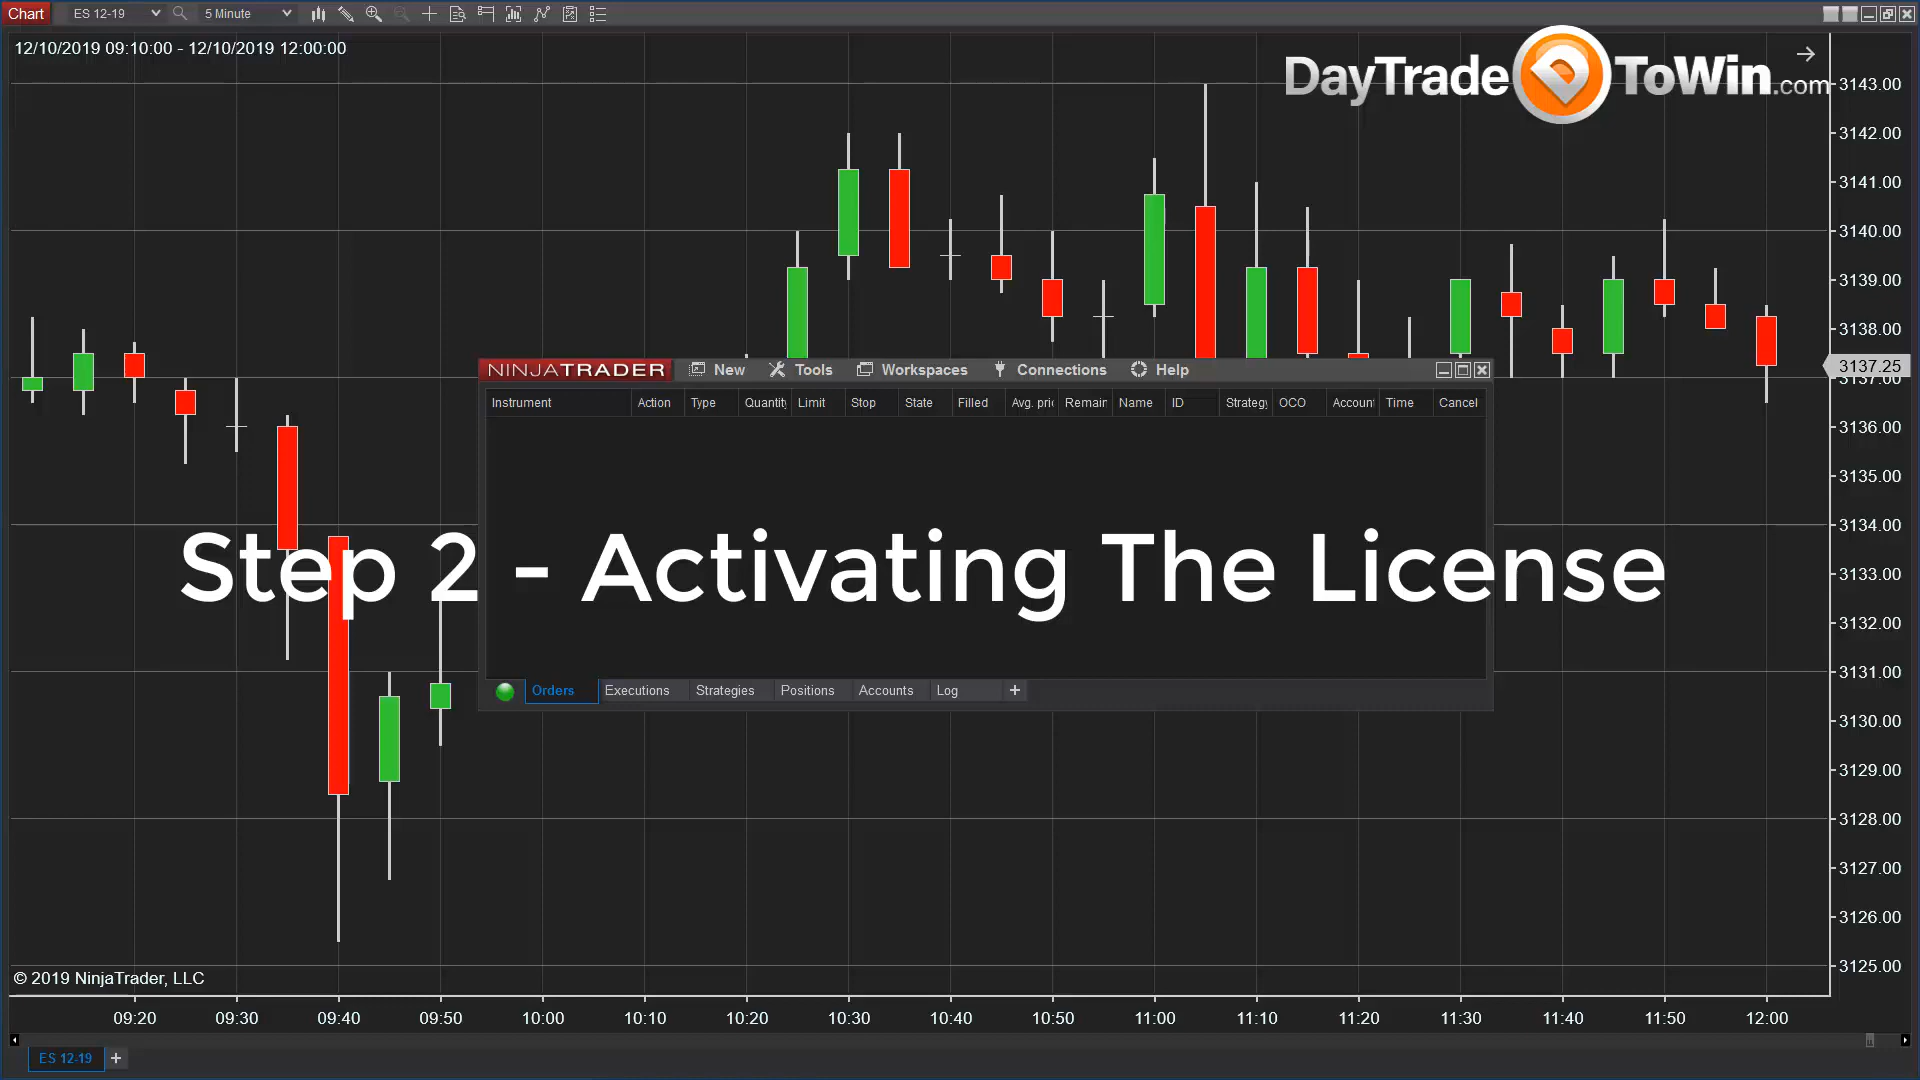 Chart ES 12-19 5 Minute
12/10/2019 09:10:00 - 12/10/2019 12:00:00
DayTradeToWin.com
3143.00
3142.00
3141.00
3140.00
3139.00
3138.00
3137.25
3137.00
3136.00
3135.00
3134.00
3133.00
3132.00
3131.00
3130.00
3129.00
3128.00
3127.00
3126.00
3125.00
NINJATRADER New Tools Workspaces Connections Help
Instrument Action Type Quantity Limit Stop State Filled Avg. pri Remain Name ID Strategy OCO Accoun Time Cancel
Step 2 - Activating The License
Orders Executions Strategies Positions Accounts Log +
© 2019 NinjaTrader, LLC
09:20 09:30 09:40 09:50 10:00 10:10 10:20 10:30 10:40 10:50 11:00 11:10 11:20 11:30 11:40 11:50 12:00
ES 12-19 +